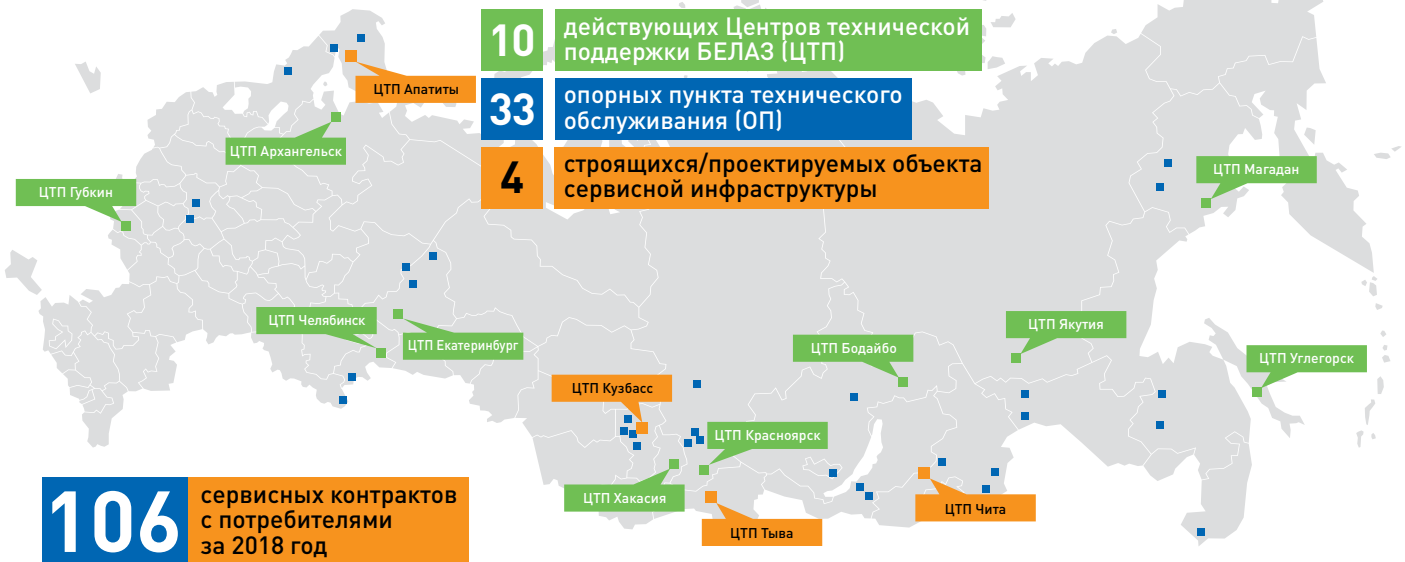 10
действующих Центров технической
поддержки БЕЛАЗ (ЦТП)
33
опорных пункта технического
обслуживания (ОП)
4
строящихся/проектируемых объекта
сервисной инфраструктуры
ЦТП Апатиты
ЦТП Архангельск
ЦТП Губкин
ЦТП Магадан
ЦТП Челябинск
ЦТП Екатеринбург
ЦТП Якутия
ЦТП Бодайбо
ЦТП Углегорск
ЦТП Кузбасс
ЦТП Красноярск
ЦТП Хакасия
ЦТП Чита
ЦТП Тыва
106
сервисных контрактов
с потребителями
за 2018 год